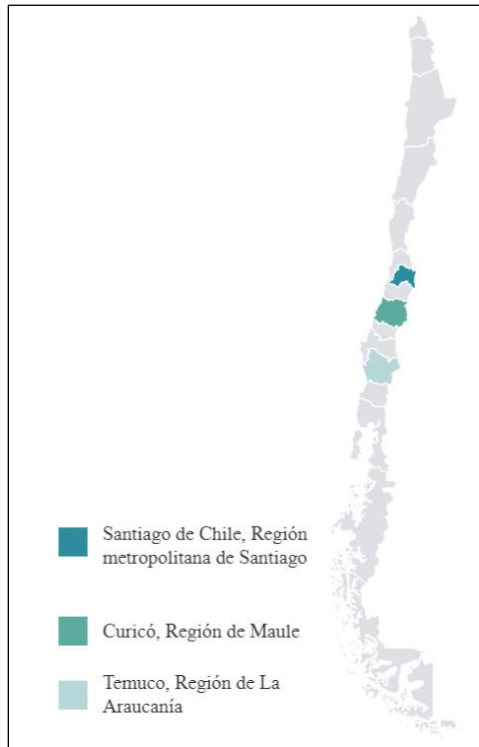 Santiago de Chile, Región
metropolitana de Santiago
Curicó, Región de Maule
Temuco, Región de La
Araucanía